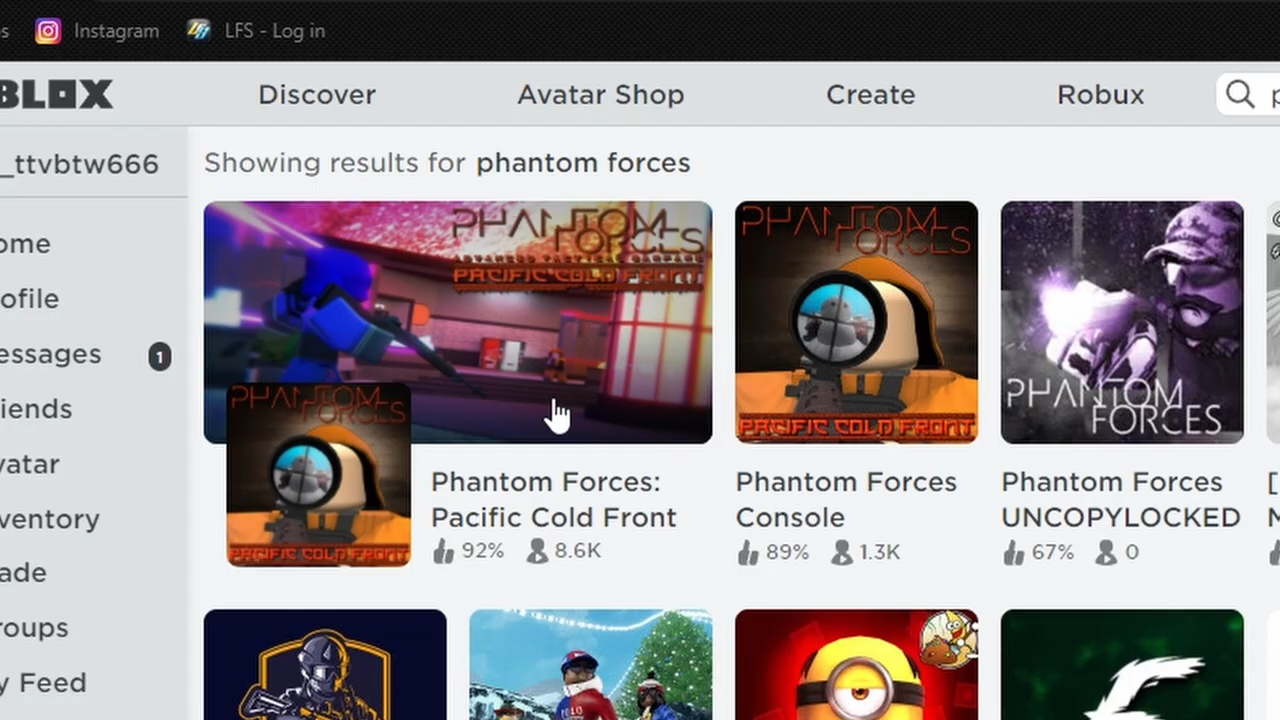 s
Instagram
LFS - Log in
BLOX
Discover
Avatar Shop
Create
Robux
p
_ttvbtw666
Showing results for phantom forces
ome
ofile
essages
1
iends
vatar
ventory
ade
roups
y Feed
PHANTOM
FORCES
PACIFIC COLD FRONT
PHANTOM
FORCES
PACIFIC COLD FRONT
Phantom Forces:
Pacific Cold Front
92%
8.6K
PHANTOM
FORCES
PACIFIC COLD FRONT
Phantom Forces
Console
89%
1.3K
PHANTOM
FORCES
Phantom Forces
UNCOPYLOCKED
67%
0
[